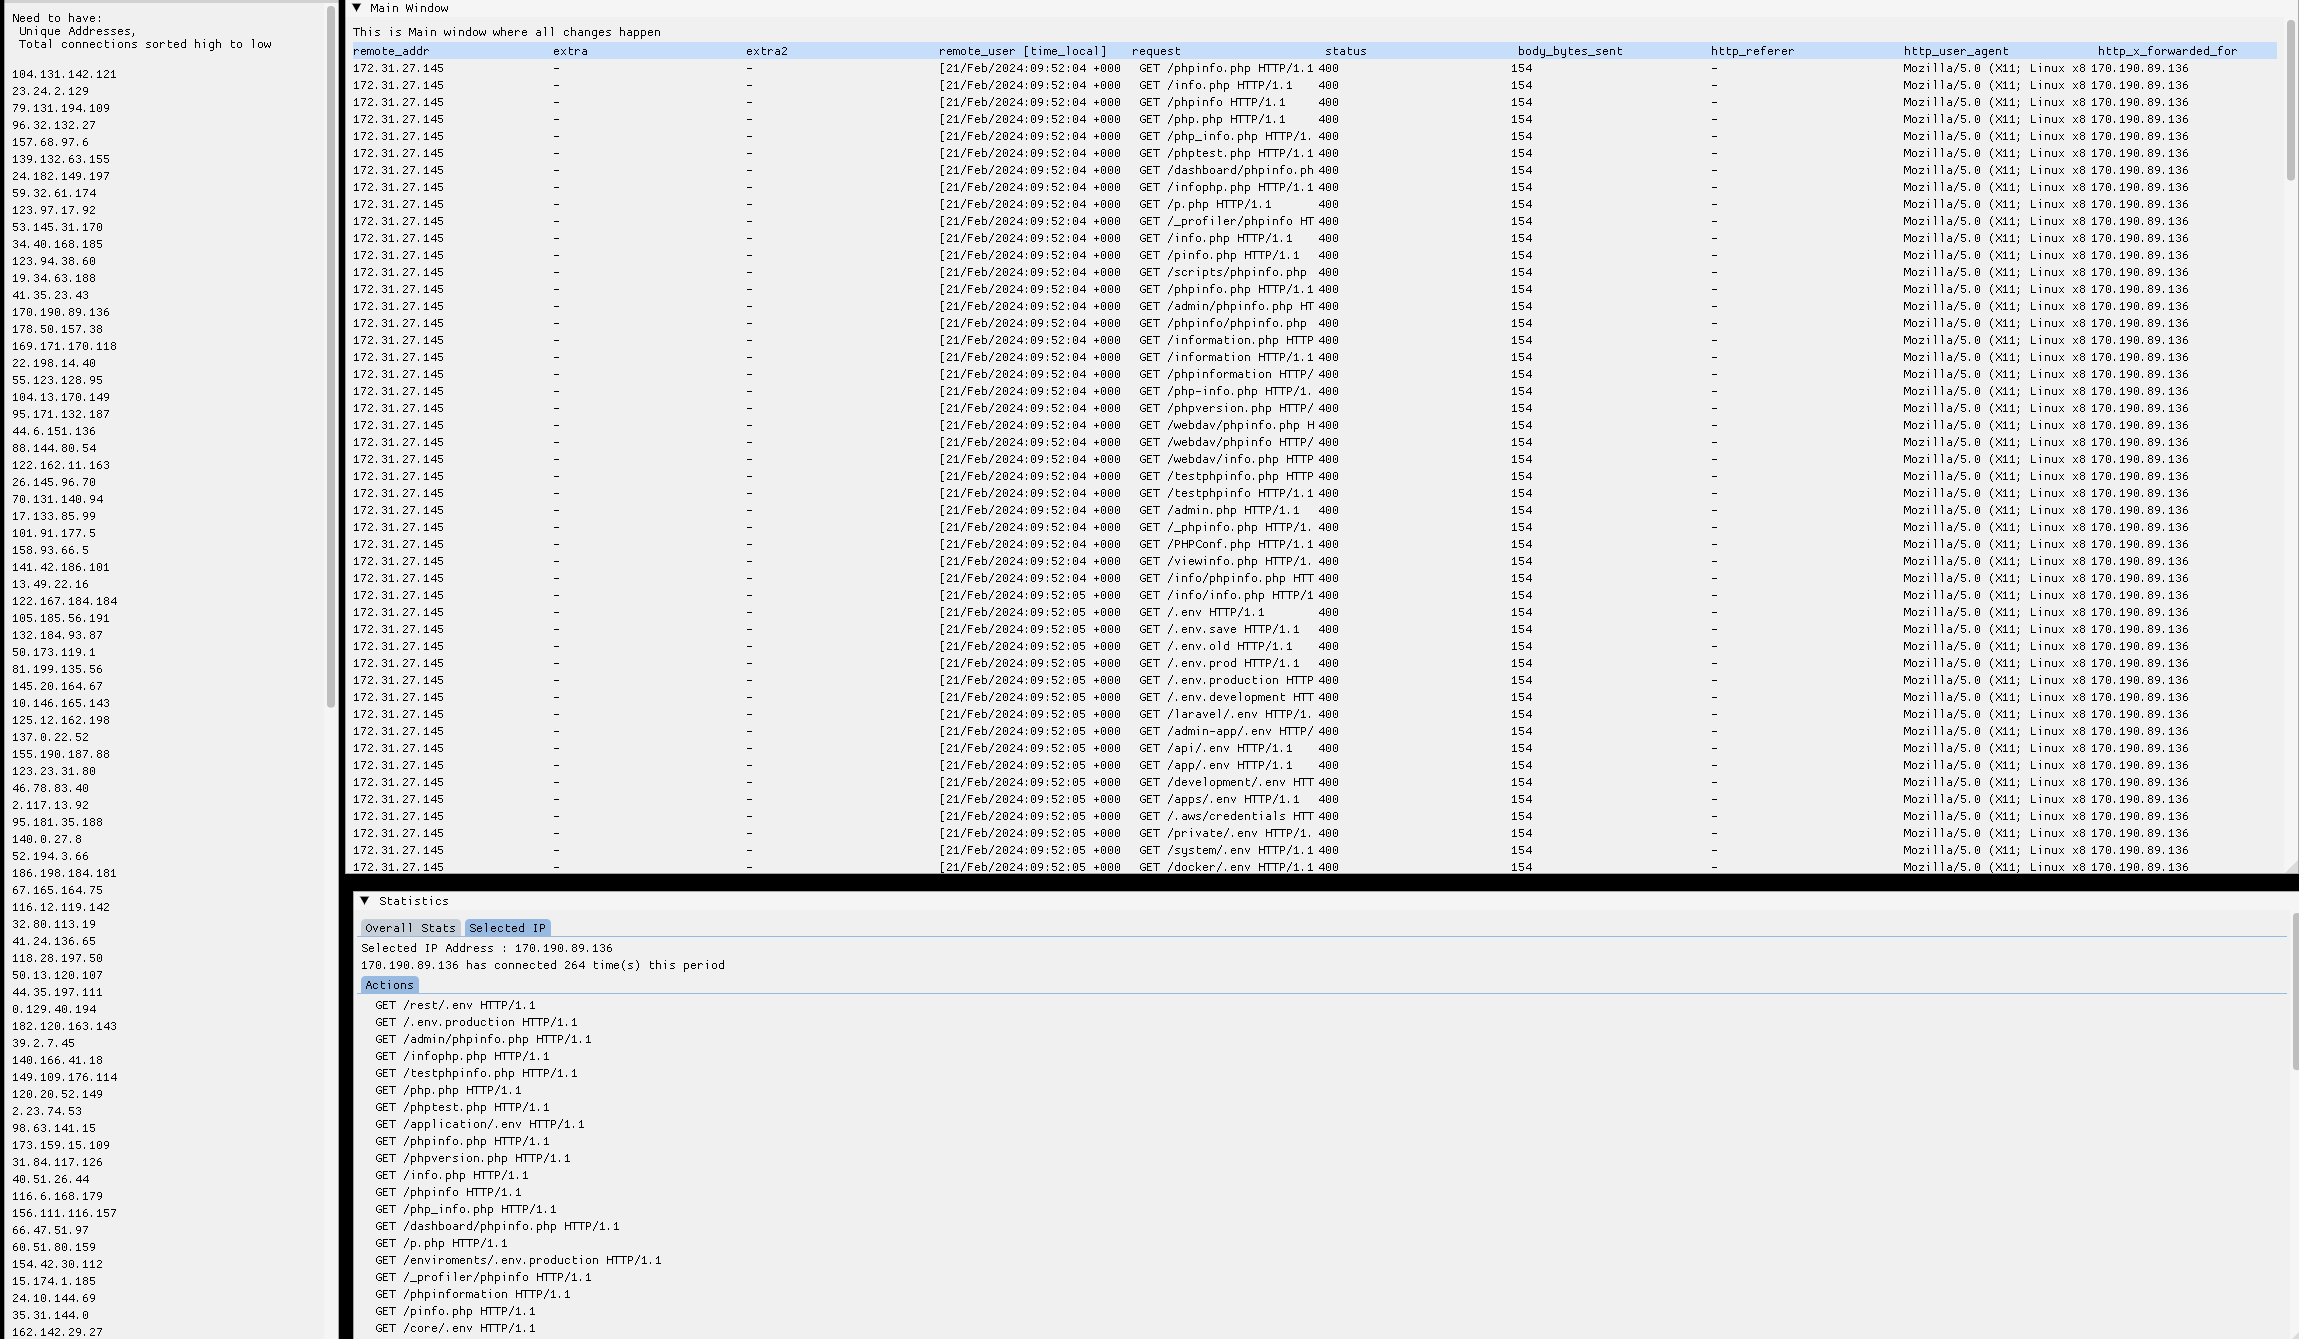 Need to have:
Unique Addresses,
Total connections sorted high to low
104.131.142.121
23.24.2.129
79.131.194.109
96.32.132.27
157.68.97.6
139.132.63.155
24.182.149.197
59.32.61.174
123.97.17.92
53.145.31.170
34.40.168.185
123.94.38.60
19.34.63.188
41.35.23.43
170.190.89.136
178.50.157.38
169.171.170.118
22.198.14.40
55.123.128.95
104.13.170.149
95.171.132.187
44.6.151.136
88.144.80.54
122.162.11.163
26.145.96.70
70.131.140.94
17.133.85.99
101.91.177.5
158.93.66.5
141.42.186.101
13.49.22.16
122.167.184.184
105.185.56.191
132.184.93.87
50.173.119.1
81.199.135.56
145.20.164.67
10.146.165.143
125.12.162.198
137.0.22.52
155.190.187.88
123.23.31.80
46.78.83.40
2.117.13.92
95.181.35.188
140.0.27.8
52.194.3.66
186.198.184.181
67.165.164.75
116.12.119.142
32.80.113.19
41.24.136.65
118.28.197.50
50.13.120.107
44.35.197.111
0.129.40.194
182.120.163.143
39.2.7.45
140.166.41.18
149.109.176.114
120.20.52.149
2.23.74.53
98.63.141.15
173.159.15.109
31.84.117.126
40.51.26.44
116.6.168.179
156.111.116.157
66.47.51.97
60.51.80.159
154.42.30.112
15.174.1.185
24.10.144.69
35.31.144.0
162.142.29.27
Main Window
This is Main window where all changes happen
remote_addr extra extra2 remote_user [time_local] request status body_bytes_sent http_referer http_user_agent http_x_forwarded_for
172.31.27.145 - - [21/Feb/2024:09:52:04 +000 GET /phpinfo.php HTTP/1.1 400 154 - Mozilla/5.0 (X11; Linux x8 170.190.89.136
172.31.27.145 - - [21/Feb/2024:09:52:04 +000 GET /info.php HTTP/1.1 400 154 - Mozilla/5.0 (X11; Linux x8 170.190.89.136
172.31.27.145 - - [21/Feb/2024:09:52:04 +000 GET /phpinfo HTTP/1.1 400 154 - Mozilla/5.0 (X11; Linux x8 170.190.89.136
172.31.27.145 - - [21/Feb/2024:09:52:04 +000 GET /php.php HTTP/1.1 400 154 - Mozilla/5.0 (X11; Linux x8 170.190.89.136
172.31.27.145 - - [21/Feb/2024:09:52:04 +000 GET /php_info.php HTTP/1. 400 154 - Mozilla/5.0 (X11; Linux x8 170.190.89.136
172.31.27.145 - - [21/Feb/2024:09:52:04 +000 GET /phptest.php HTTP/1.1 400 154 - Mozilla/5.0 (X11; Linux x8 170.190.89.136
172.31.27.145 - - [21/Feb/2024:09:52:04 +000 GET /dashboard/phpinfo.ph 400 154 - Mozilla/5.0 (X11; Linux x8 170.190.89.136
172.31.27.145 - - [21/Feb/2024:09:52:04 +000 GET /infophp.php HTTP/1.1 400 154 - Mozilla/5.0 (X11; Linux x8 170.190.89.136
172.31.27.145 - - [21/Feb/2024:09:52:04 +000 GET /p.php HTTP/1.1 400 154 - Mozilla/5.0 (X11; Linux x8 170.190.89.136
172.31.27.145 - - [21/Feb/2024:09:52:04 +000 GET /_profiler/phpinfo HT 400 154 - Mozilla/5.0 (X11; Linux x8 170.190.89.136
172.31.27.145 - - [21/Feb/2024:09:52:04 +000 GET /info.php HTTP/1.1 400 154 - Mozilla/5.0 (X11; Linux x8 170.190.89.136
172.31.27.145 - - [21/Feb/2024:09:52:04 +000 GET /pinfo.php HTTP/1.1 400 154 - Mozilla/5.0 (X11; Linux x8 170.190.89.136
172.31.27.145 - - [21/Feb/2024:09:52:04 +000 GET /scripts/phpinfo.php 400 154 - Mozilla/5.0 (X11; Linux x8 170.190.89.136
172.31.27.145 - - [21/Feb/2024:09:52:04 +000 GET /phpinfo.php HTTP/1.1 400 154 - Mozilla/5.0 (X11; Linux x8 170.190.89.136
172.31.27.145 - - [21/Feb/2024:09:52:04 +000 GET /admin/phpinfo.php HT 400 154 - Mozilla/5.0 (X11; Linux x8 170.190.89.136
172.31.27.145 - - [21/Feb/2024:09:52:04 +000 GET /phpinfo/phpinfo.php 400 154 - Mozilla/5.0 (X11; Linux x8 170.190.89.136
172.31.27.145 - - [21/Feb/2024:09:52:04 +000 GET /information.php HTTP 400 154 - Mozilla/5.0 (X11; Linux x8 170.190.89.136
172.31.27.145 - - [21/Feb/2024:09:52:04 +000 GET /information HTTP/1.1 400 154 - Mozilla/5.0 (X11; Linux x8 170.190.89.136
172.31.27.145 - - [21/Feb/2024:09:52:04 +000 GET /phpinformation HTTP/ 400 154 - Mozilla/5.0 (X11; Linux x8 170.190.89.136
172.31.27.145 - - [21/Feb/2024:09:52:04 +000 GET /php-info.php HTTP/1. 400 154 - Mozilla/5.0 (X11; Linux x8 170.190.89.136
172.31.27.145 - - [21/Feb/2024:09:52:04 +000 GET /phpversion.php HTTP/ 400 154 - Mozilla/5.0 (X11; Linux x8 170.190.89.136
172.31.27.145 - - [21/Feb/2024:09:52:04 +000 GET /webdav/phpinfo.php H 400 154 - Mozilla/5.0 (X11; Linux x8 170.190.89.136
172.31.27.145 - - [21/Feb/2024:09:52:04 +000 GET /webdav/phpinfo HTTP/ 400 154 - Mozilla/5.0 (X11; Linux x8 170.190.89.136
172.31.27.145 - - [21/Feb/2024:09:52:04 +000 GET /webdav/info.php HTTP 400 154 - Mozilla/5.0 (X11; Linux x8 170.190.89.136
172.31.27.145 - - [21/Feb/2024:09:52:04 +000 GET /testphpinfo.php HTTP 400 154 - Mozilla/5.0 (X11; Linux x8 170.190.89.136
172.31.27.145 - - [21/Feb/2024:09:52:04 +000 GET /testphpinfo HTTP/1.1 400 154 - Mozilla/5.0 (X11; Linux x8 170.190.89.136
172.31.27.145 - - [21/Feb/2024:09:52:04 +000 GET /admin.php HTTP/1.1 400 154 - Mozilla/5.0 (X11; Linux x8 170.190.89.136
172.31.27.145 - - [21/Feb/2024:09:52:04 +000 GET /_phpinfo.php HTTP/1. 400 154 - Mozilla/5.0 (X11; Linux x8 170.190.89.136
172.31.27.145 - - [21/Feb/2024:09:52:04 +000 GET /PHPConf.php HTTP/1.1 400 154 - Mozilla/5.0 (X11; Linux x8 170.190.89.136
172.31.27.145 - - [21/Feb/2024:09:52:04 +000 GET /viewinfo.php HTTP/1. 400 154 - Mozilla/5.0 (X11; Linux x8 170.190.89.136
172.31.27.145 - - [21/Feb/2024:09:52:04 +000 GET /info/phpinfo.php HTT 400 154 - Mozilla/5.0 (X11; Linux x8 170.190.89.136
172.31.27.145 - - [21/Feb/2024:09:52:05 +000 GET /info/info.php HTTP/1 400 154 - Mozilla/5.0 (X11; Linux x8 170.190.89.136
172.31.27.145 - - [21/Feb/2024:09:52:05 +000 GET /.env HTTP/1.1 400 154 - Mozilla/5.0 (X11; Linux x8 170.190.89.136
172.31.27.145 - - [21/Feb/2024:09:52:05 +000 GET /.env.save HTTP/1.1 400 154 - Mozilla/5.0 (X11; Linux x8 170.190.89.136
172.31.27.145 - - [21/Feb/2024:09:52:05 +000 GET /.env.old HTTP/1.1 400 154 - Mozilla/5.0 (X11; Linux x8 170.190.89.136
172.31.27.145 - - [21/Feb/2024:09:52:05 +000 GET /.env.prod HTTP/1.1 400 154 - Mozilla/5.0 (X11; Linux x8 170.190.89.136
172.31.27.145 - - [21/Feb/2024:09:52:05 +000 GET /.env.production HTTP 400 154 - Mozilla/5.0 (X11; Linux x8 170.190.89.136
172.31.27.145 - - [21/Feb/2024:09:52:05 +000 GET /.env.development HTT 400 154 - Mozilla/5.0 (X11; Linux x8 170.190.89.136
172.31.27.145 - - [21/Feb/2024:09:52:05 +000 GET /laravel/.env HTTP/1. 400 154 - Mozilla/5.0 (X11; Linux x8 170.190.89.136
172.31.27.145 - - [21/Feb/2024:09:52:05 +000 GET /admin-app/.env HTTP/ 400 154 - Mozilla/5.0 (X11; Linux x8 170.190.89.136
172.31.27.145 - - [21/Feb/2024:09:52:05 +000 GET /api/.env HTTP/1.1 400 154 - Mozilla/5.0 (X11; Linux x8 170.190.89.136
172.31.27.145 - - [21/Feb/2024:09:52:05 +000 GET /app/.env HTTP/1.1 400 154 - Mozilla/5.0 (X11; Linux x8 170.190.89.136
172.31.27.145 - - [21/Feb/2024:09:52:05 +000 GET /development/.env HTT 400 154 - Mozilla/5.0 (X11; Linux x8 170.190.89.136
172.31.27.145 - - [21/Feb/2024:09:52:05 +000 GET /apps/.env HTTP/1.1 400 154 - Mozilla/5.0 (X11; Linux x8 170.190.89.136
172.31.27.145 - - [21/Feb/2024:09:52:05 +000 GET /.aws/credentials HTT 400 154 - Mozilla/5.0 (X11; Linux x8 170.190.89.136
172.31.27.145 - - [21/Feb/2024:09:52:05 +000 GET /private/.env HTTP/1. 400 154 - Mozilla/5.0 (X11; Linux x8 170.190.89.136
172.31.27.145 - - [21/Feb/2024:09:52:05 +000 GET /system/.env HTTP/1.1 400 154 - Mozilla/5.0 (X11; Linux x8 170.190.89.136
172.31.27.145 - - [21/Feb/2024:09:52:05 +000 GET /docker/.env HTTP/1.1 400 154 - Mozilla/5.0 (X11; Linux x8 170.190.89.136
Statistics
Overall Stats Selected IP
Selected IP Address : 170.190.89.136
170.190.89.136 has connected 264 time(s) this period
Actions
GET /rest/.env HTTP/1.1
GET /.env.production HTTP/1.1
GET /admin/phpinfo.php HTTP/1.1
GET /infophp.php HTTP/1.1
GET /testphpinfo.php HTTP/1.1
GET /php.php HTTP/1.1
GET /phptest.php HTTP/1.1
GET /application/.env HTTP/1.1
GET /phpinfo.php HTTP/1.1
GET /phpversion.php HTTP/1.1
GET /info.php HTTP/1.1
GET /phpinfo HTTP/1.1
GET /php_info.php HTTP/1.1
GET /dashboard/phpinfo.php HTTP/1.1
GET /p.php HTTP/1.1
GET /enviroments/.env.production HTTP/1.1
GET /_profiler/phpinfo HTTP/1.1
GET /phpinformation HTTP/1.1
GET /pinfo.php HTTP/1.1
GET /core/.env HTTP/1.1